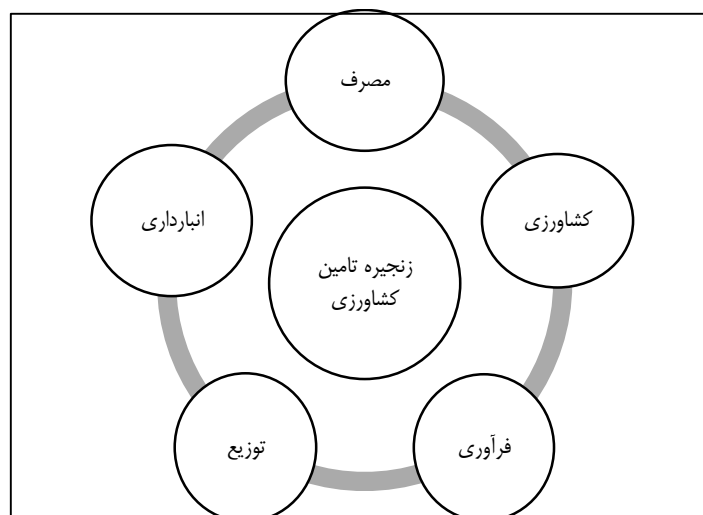 مصرف
کشاورزی
انبارداری
زنجیره تامین
کشاورزی
فرآوری
توزیع